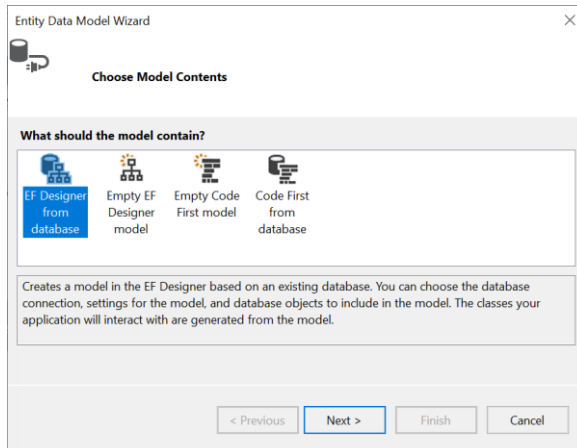 Entity Data Model Wizard
Choose Model Contents
What should the model contain?
EF Designer
from
database
Empty EF
Designer
model
Empty Code
First model
Code First
from
database
Creates a model in the EF Designer based on an existing database. You can choose the database
connection, settings for the model, and database objects to include in the model. The classes your
application will interact with are generated from the model.
< Previous
Next >
Finish
Cancel